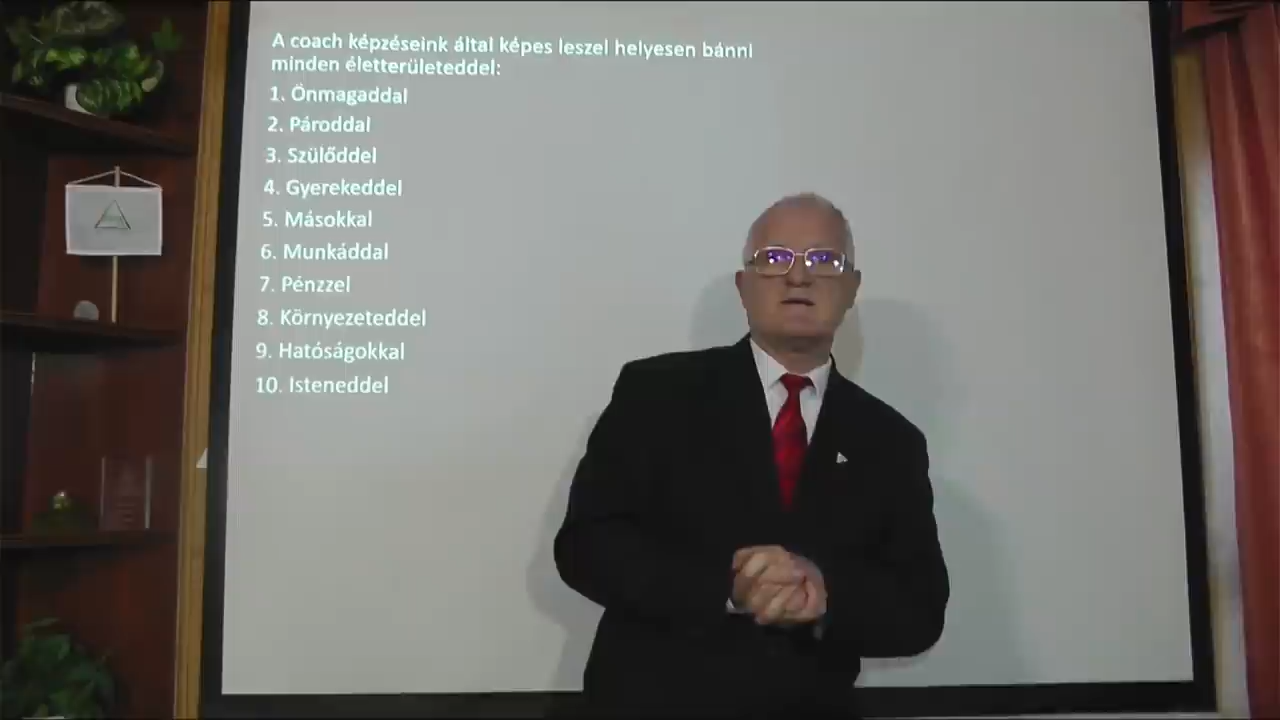 A coach képzéseink által képes leszel helyesen bánni
minden életterületeddel:
1. Önmagaddal
2. Pároddal
3. Szülőddel
4. Gyerekeddel
5. Másokkal
6. Munkáddal
7. Pénzzel
8. Környezeteddel
9. Hatóságokkal
10. Isteneddel